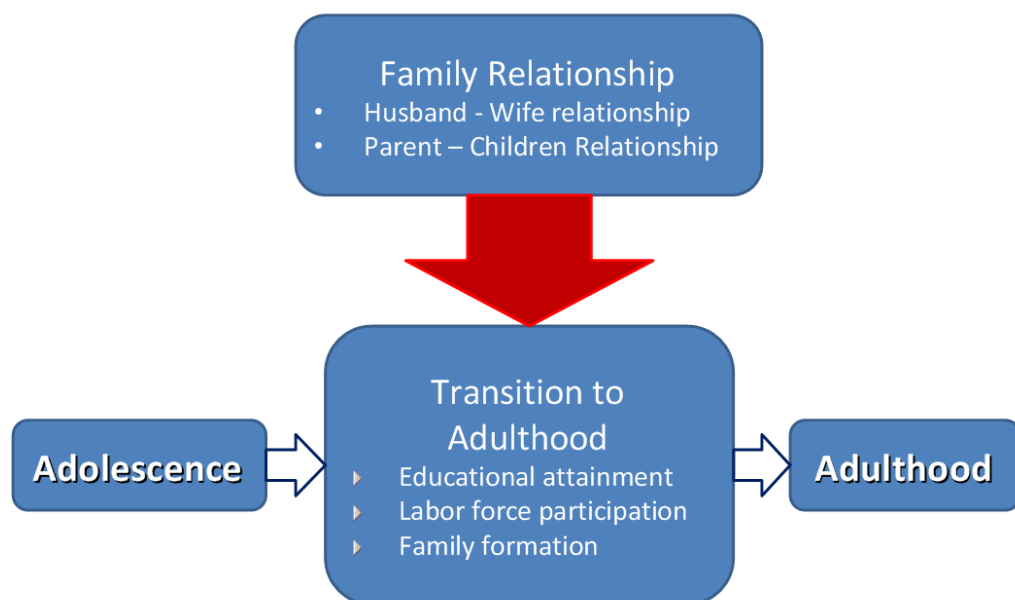 Family Relationship
• Husband - Wife relationship
• Parent – Children Relationship
Transition to
Adulthood
Educational attainment
Labor force participation
Family formation
Adolescence
Adulthood